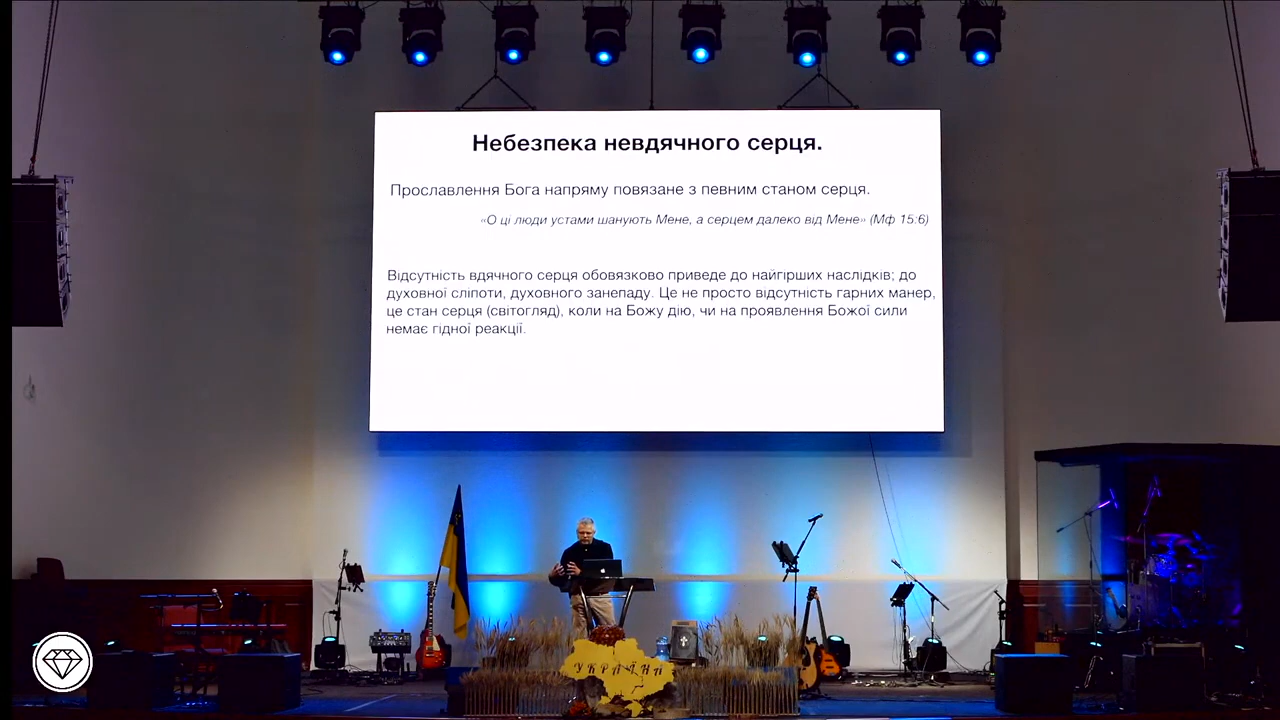 Небезпека невдячного серця.
Прославлення Бога напряму повязане з певним станом серця.
«О ці люди устами шанують Мене, а серцем далеко від Мене» (Мф 15:6)
Відсутність вдячного серця обовязково приведе до найгірших наслідків; до
духовної сліпоти, духовного занепаду. Це не просто відсутність гарних манер,
це стан серця (світогляд), коли на Божу дію, чи на проявлення Божої сили
немає гідної реакції.
УКРАЇНА